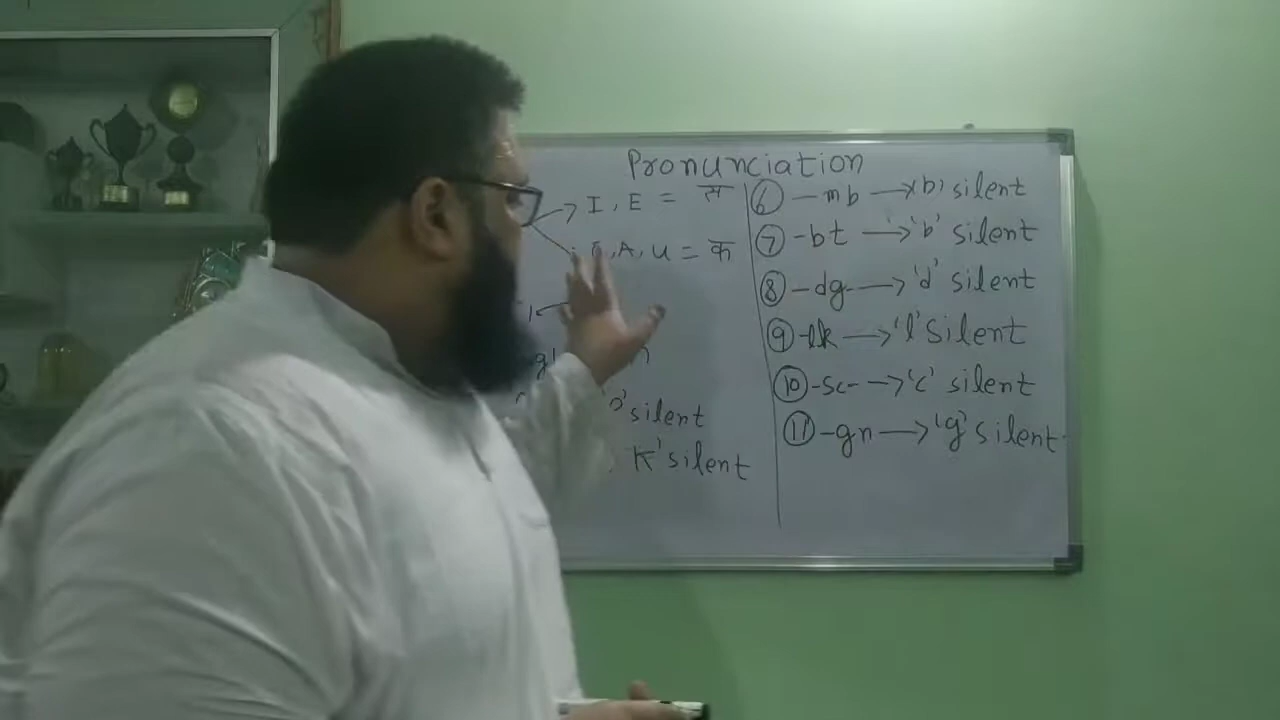 Pronunciation
I, E = स
A, U = क
silent
K' silent
⑥ -mb → 'b' silent
⑦ -bt → 'b' silent
⑧ -dg → 'd' silent
⑨ -lk → 'l' silent
⑩ -sc- → 'c' silent
⑪ -gn → 'g' silent